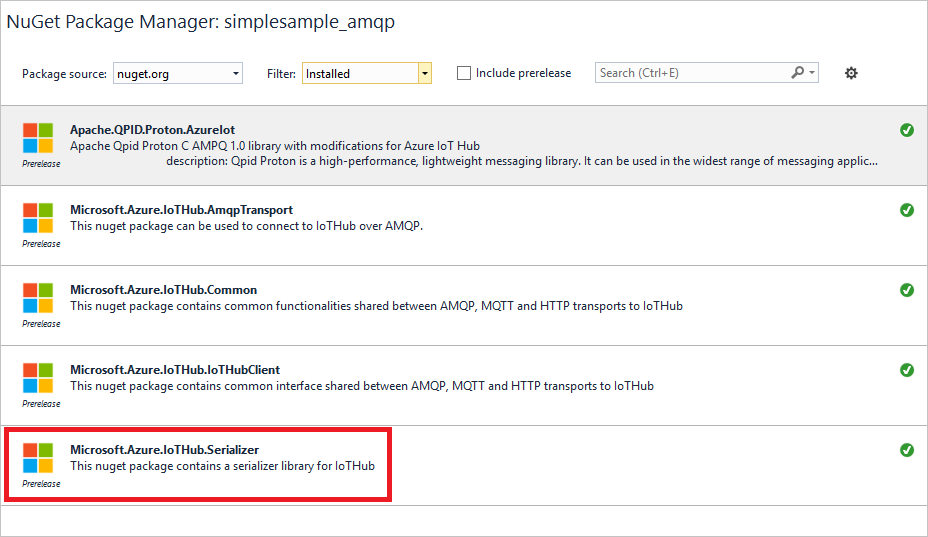 NuGet Package Manager: simplesample_amqp
Package source: nuget.org Filter: Installed Include prerelease Search (Ctrl+E)
Apache.QPID.Proton.AzureIot
Apache Qpid Proton C AMPQ 1.0 library with modifications for Azure IoT Hub
description: Qpid Proton is a high-performance, lightweight messaging library. It can be used in the widest range of messaging applic...
Prerelease
Microsoft.Azure.IoTHub.AmqpTransport
This nuget package can be used to connect to IoTHub over AMQP.
Prerelease
Microsoft.Azure.IoTHub.Common
This nuget package contains common functionalities shared between AMQP, MQTT and HTTP transports to IoTHub
Prerelease
Microsoft.Azure.IoTHub.IoTHubClient
This nuget package contains common interface shared between AMQP, MQTT and HTTP transports to IoTHub
Prerelease
Microsoft.Azure.IoTHub.Serializer
This nuget package contains a serializer library for IoTHub
Prerelease